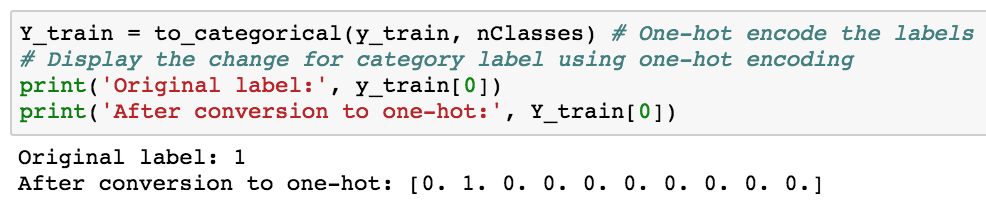 Y_train = to_categorical(y_train, nClasses) # One-hot encode the labels
# Display the change for category label using one-hot encoding
print('Original label:', y_train[0])
print('After conversion to one-hot:', Y_train[0])
Original label: 1
After conversion to one-hot: [0. 1. 0. 0. 0. 0. 0. 0. 0. 0.]